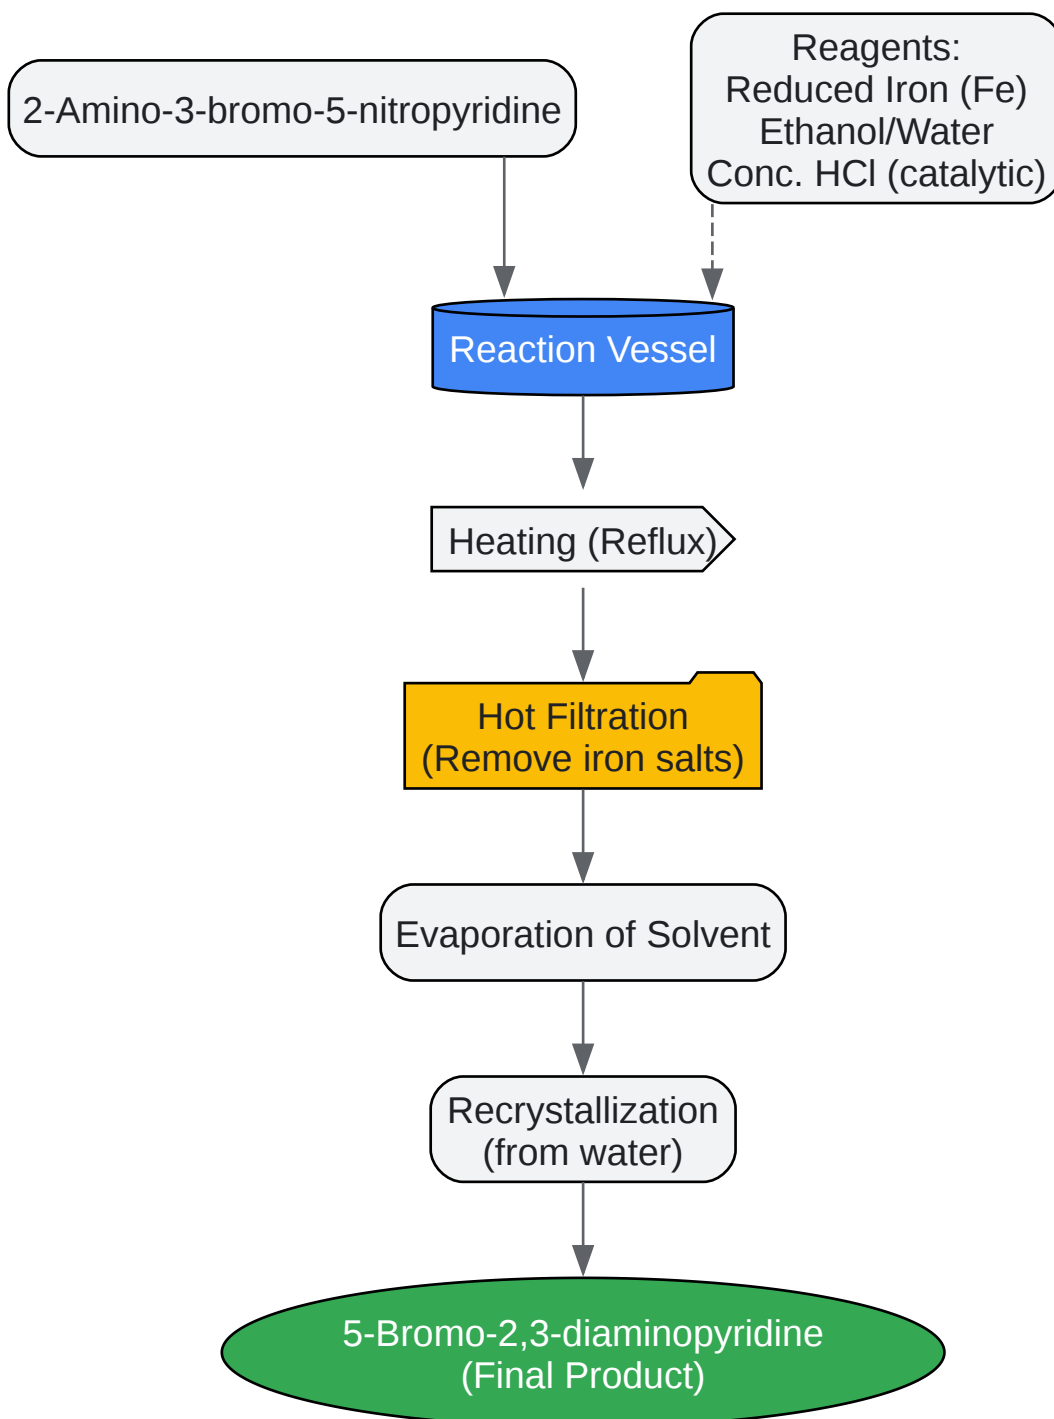 2-Amino-3-bromo-5-nitropyridine
Reagents:
Reduced Iron (Fe)
Ethanol/Water
Conc. HCl (catalytic)
Reaction Vessel
Heating (Reflux)
Hot Filtration
(Remove iron salts)
Evaporation of Solvent
Recrystallization
(from water)
5-Bromo-2,3-diaminopyridine
(Final Product)